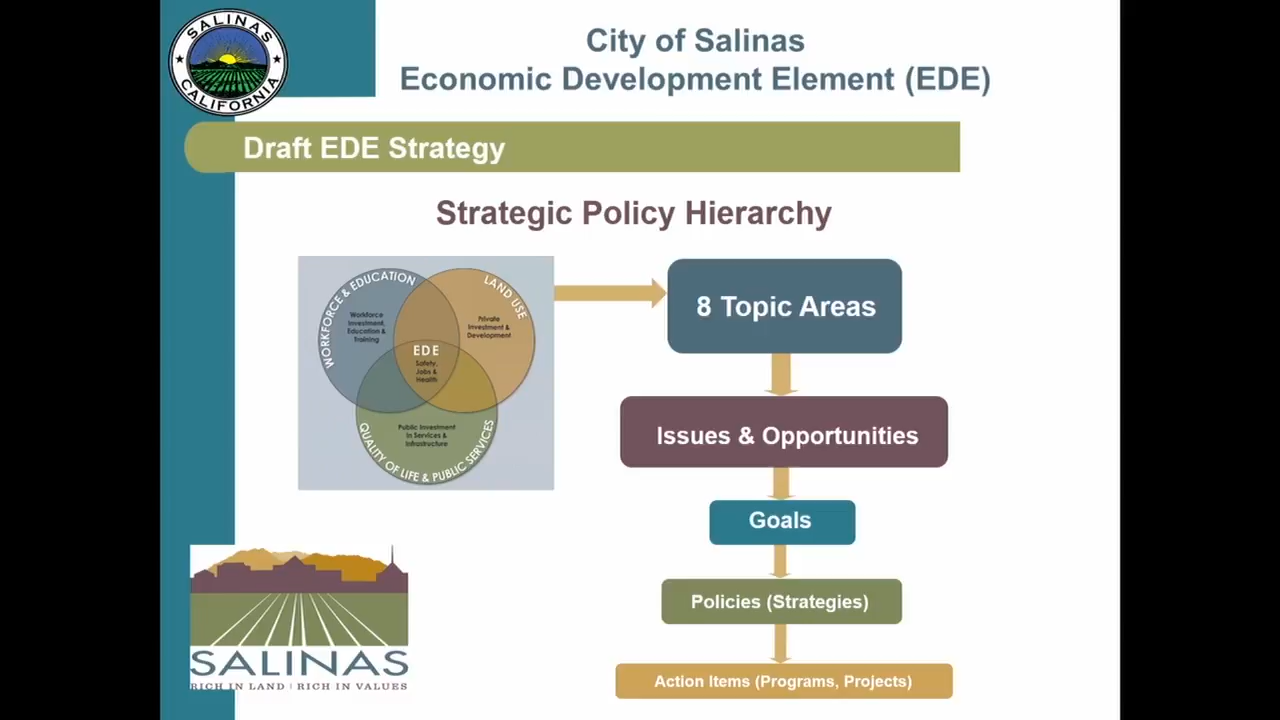 SALINAS
CALIFORNIA
City of Salinas
Economic Development Element (EDE)
Draft EDE Strategy
Strategic Policy Hierarchy
WORKFORCE & EDUCATION
Workforce
Investment,
Education &
Training
LAND USE
Private
Investment &
Development
EDE
Safety,
Jobs &
Health
Public Investment
In Services &
Infrastructure
QUALITY OF LIFE & PUBLIC SERVICES
8 Topic Areas
Issues & Opportunities
Goals
Policies (Strategies)
Action Items (Programs, Projects)
SALINAS
RICH IN LAND | RICH IN VALUES